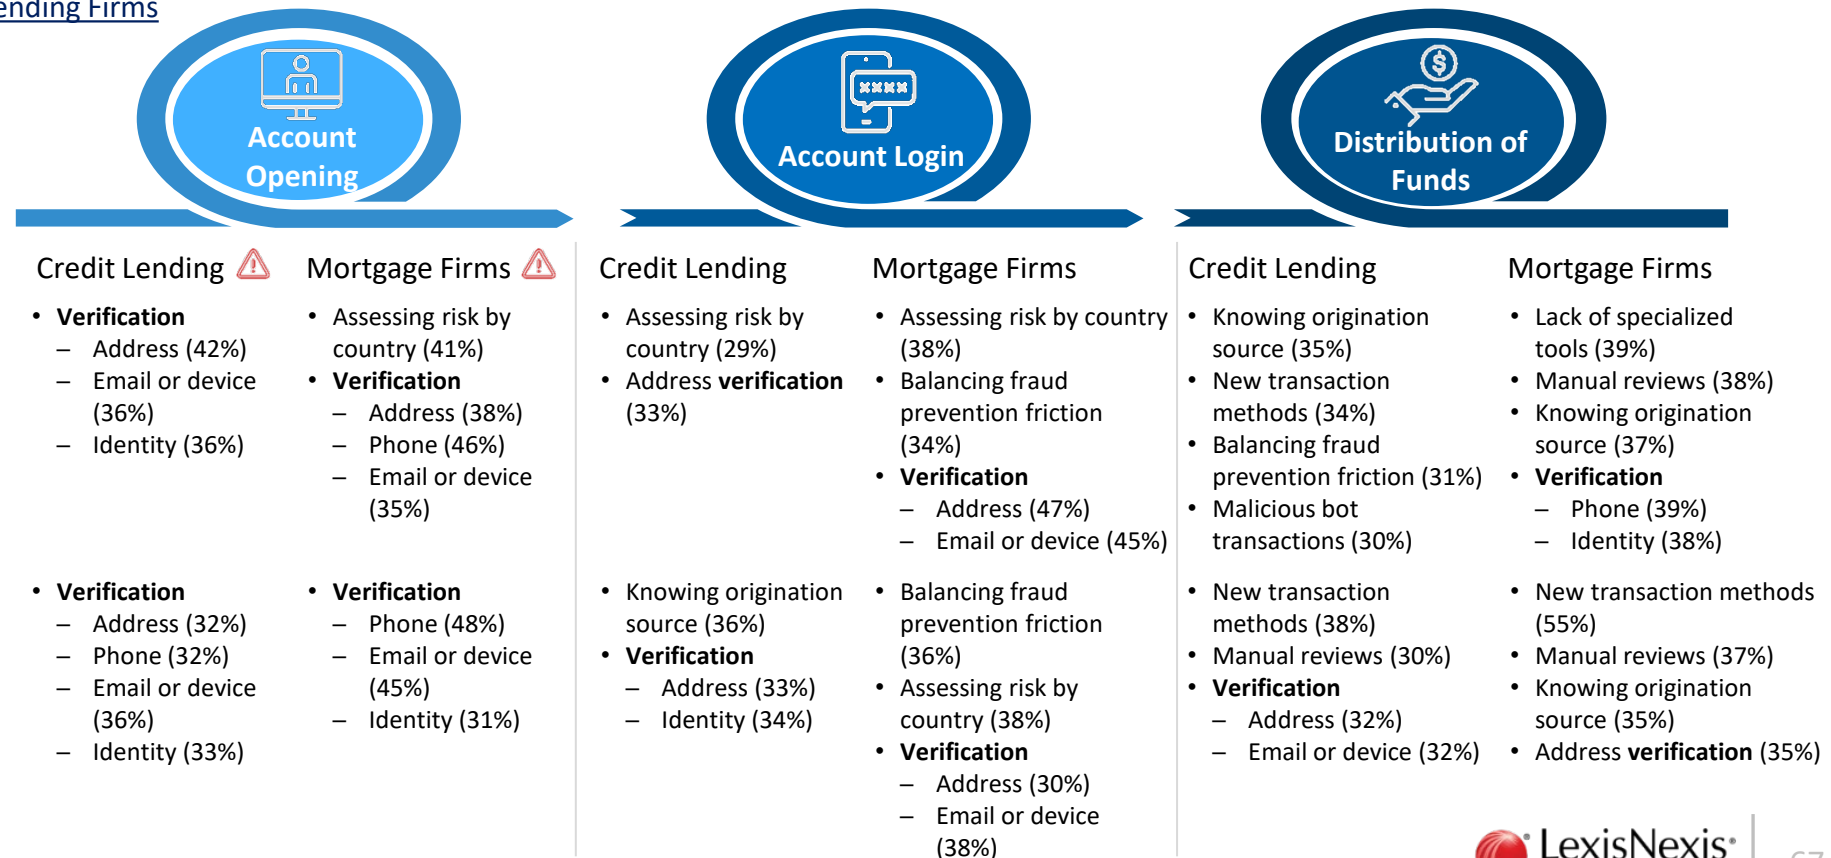 ending Firms
Account
Opening
Account Login
Distribution of
Funds
Credit Lending
Mortgage Firms
• Verification
– Address (42%)
– Email or device
(36%)
– Identity (36%)
• Assessing risk by
country (41%)
• Verification
– Address (38%)
– Phone (46%)
– Email or device
(35%)
• Verification
– Address (32%)
– Phone (32%)
– Email or device
(36%)
– Identity (33%)
• Verification
– Phone (48%)
– Email or device
(45%)
– Identity (31%)
Credit Lending
Mortgage Firms
• Assessing risk by
country (29%)
• Address verification
(33%)
• Assessing risk by country
(38%)
• Balancing fraud
prevention friction
(34%)
• Verification
– Address (47%)
– Email or device (45%)
• Knowing origination
source (36%)
• Verification
– Address (33%)
– Identity (34%)
• Balancing fraud
prevention friction
(36%)
• Assessing risk by
country (38%)
• Verification
– Address (30%)
– Email or device
(38%)
Credit Lending
Mortgage Firms
• Knowing origination
source (35%)
• New transaction
methods (34%)
• Balancing fraud
prevention friction (31%)
• Malicious bot
transactions (30%)
• Lack of specialized
tools (39%)
• Manual reviews (38%)
• Knowing origination
source (37%)
• Verification
– Phone (39%)
– Identity (38%)
• New transaction
methods (38%)
• Manual reviews (30%)
• Verification
– Address (32%)
– Email or device (32%)
• New transaction methods
(55%)
• Manual reviews (37%)
• Knowing origination
source (35%)
• Address verification (35%)
LexisNexis